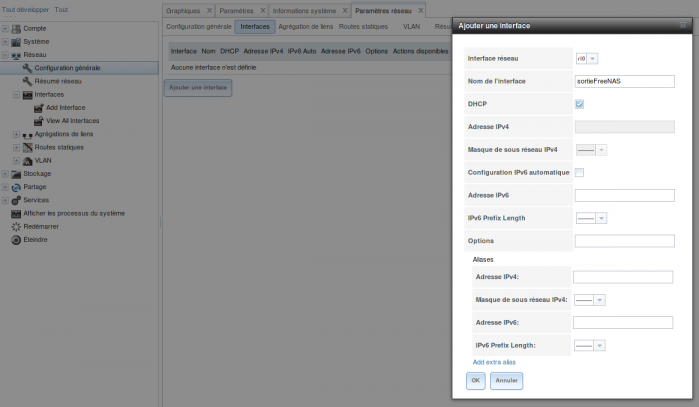 Tout développer Tout
Compte
Système
Réseau
Configuration générale
Résumé réseau
Interfaces
Add Interface
View All Interfaces
Agrégations de liens
Routes statiques
VLAN
Stockage
Partage
Services
Afficher les processus du système
Redémarrer
Eteindre
Graphiques X Paramètres X Informations système X Paramètres réseau X
Configuration générale Interfaces Agrégation de liens Routes statiques VLAN Résu
Interface Nom DHCP Adresse IPv4 IPv6 Auto Adresse IPv6 Options Actions disponibles
Aucune interface n'est définie
Ajouter une interface
Ajouter une interface
Interface réseau
Nom de l'interface sortieFreeNAS
DHCP
Adresse IPv4
Masque de sous réseau IPv4
Configuration IPv6 automatique
Adresse IPv6
IPv6 Prefix Length
Options
Aliases
Adresse IPv4:
Masque de sous réseau IPv4:
Adresse IPv6:
IPv6 Prefix Length:
Add extra alias
OK Annuler